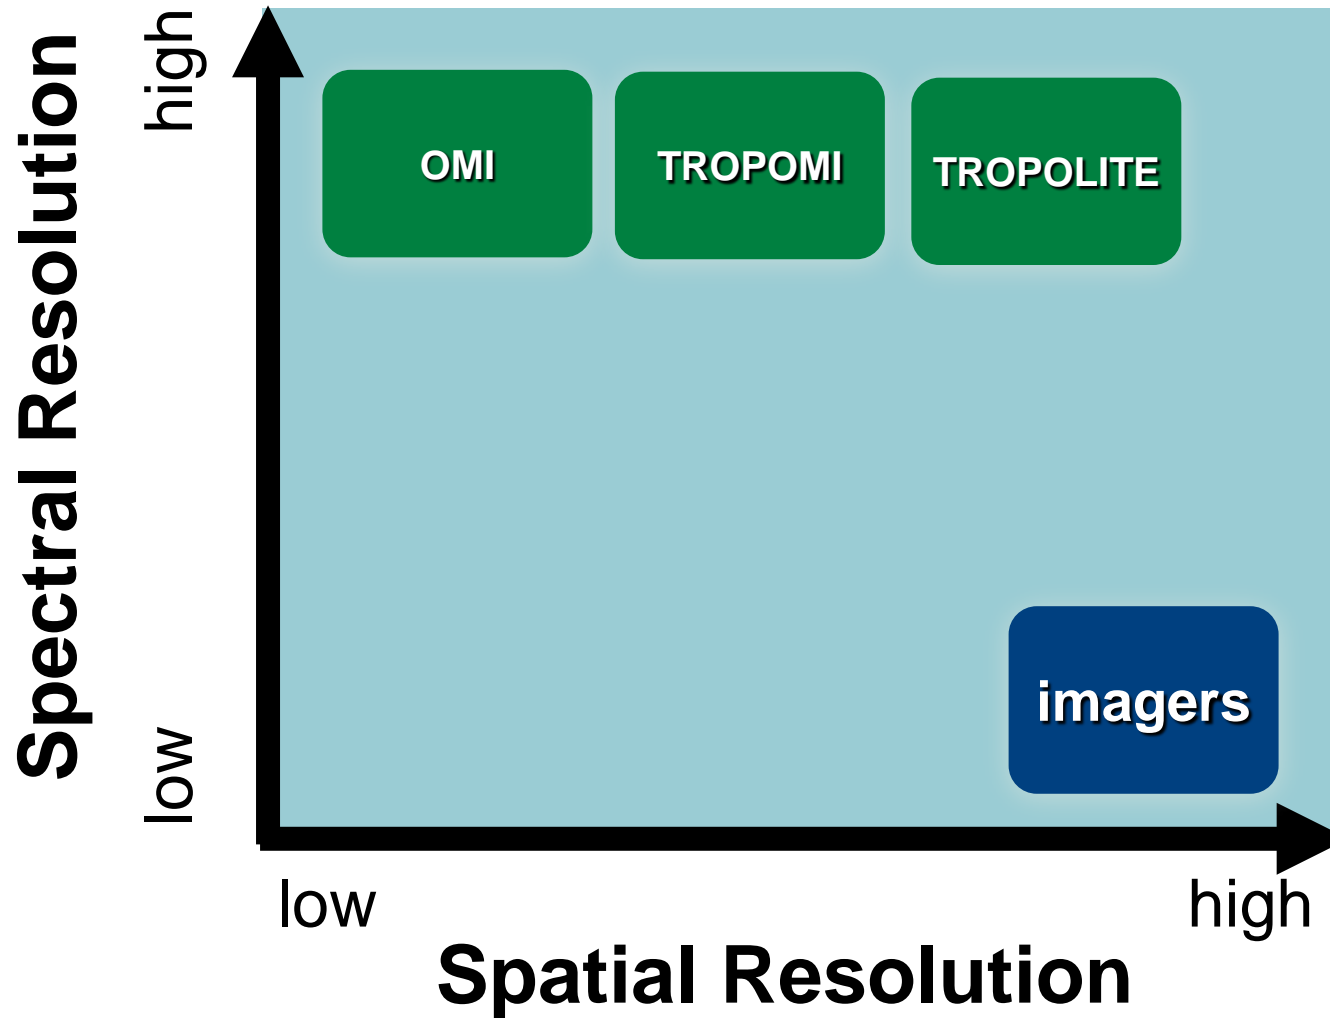 Spectral Resolution
high
low
OMI
TROPOMI
TROPOLITE
imagers
low
high
Spatial Resolution